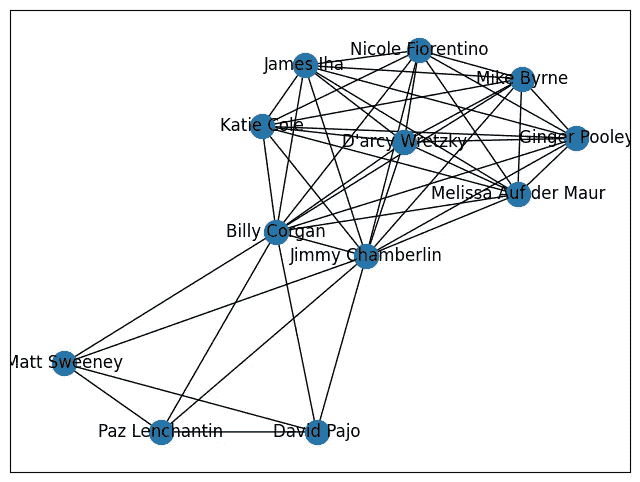 Nicole Fiorentino
James Iha
Mike Byrne
Katie Cole
D'arcy Wretzky
Ginger Pooley
Melissa Auf der Maur
Billy Corgan
Jimmy Chamberlin
Matt Sweeney
Paz Lenchantin
David Pajo